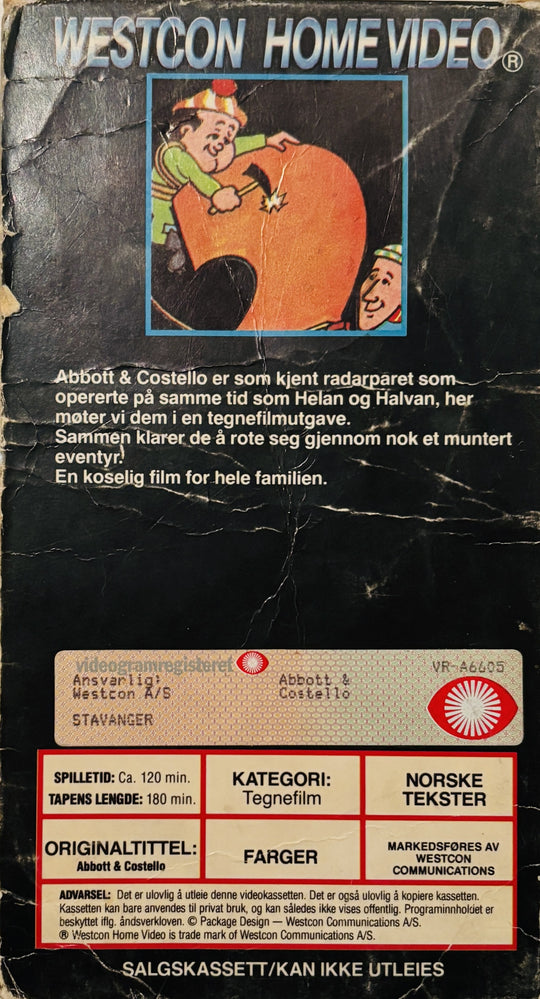 WESTCON HOME VIDEO ®
Abbott & Costello er som kjent radarparet som
opererte på samme tid som Helan og Halvan, her
møter vi dem i en tegnefilmutgave.
Sammen klarer de å rote seg gjennom nok et muntert
eventyr!
En koselig film for hele familien.
videogramregisteret
VR-A6605
Ansvarlig: Abbott &
Westcon A/S Costello
STAVANGER
SPILLETID: Ca. 120 min.
TAPENS LENGDE: 180 min.
KATEGORI:
Tegnefilm
NORSKE
TEKSTER
ORIGINALTITTEL:
Abbott & Costello
FARGER
MARKEDSFØRES AV
WESTCON
COMMUNICATIONS
ADVARSEL: Det er ulovlig å utleie denne videokassetten. Det er også ulovlig å kopiere kassetten.
Kassetten kan bare anvendes til privat bruk, og kan således ikke vises offentlig. Programinnholdet er
beskyttet iflg. åndsverkloven. © Package Design — Westcon Communications A/S.
® Westcon Home Video is trade mark of Westcon Communications A/S.
SALGSKASSETT/KAN IKKE UTLEIES